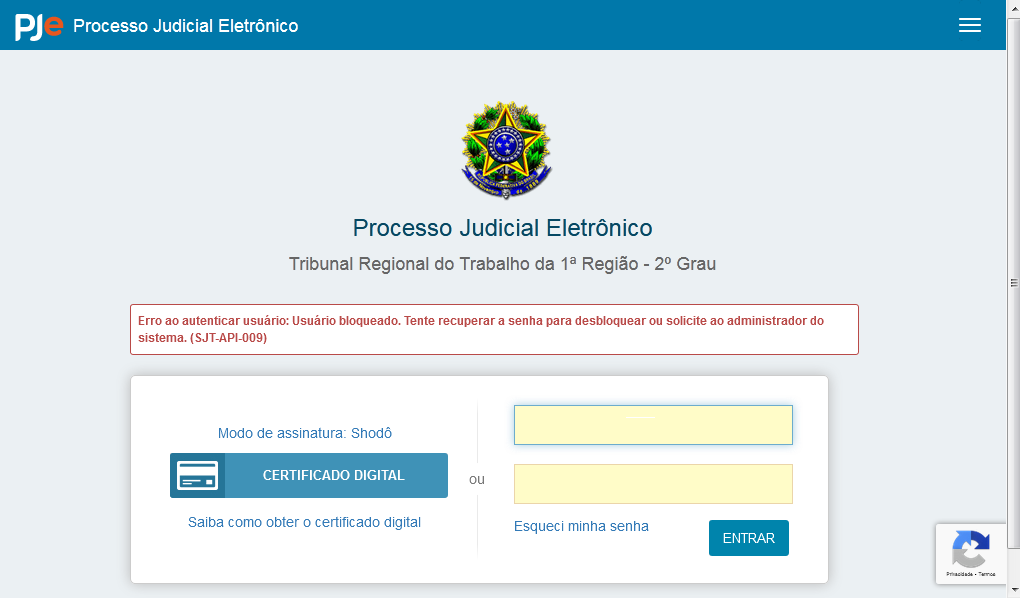 PJe Processo Judicial Eletrônico
Processo Judicial Eletrônico
Tribunal Regional do Trabalho da 1ª Região - 2º Grau
Erro ao autenticar usuário: Usuário bloqueado. Tente recuperar a senha para desbloquear ou solicite ao administrador do
sistema. (SJT-API-009)
Modo de assinatura: Shodô
CERTIFICADO DIGITAL
Saiba como obter o certificado digital
ou
Esqueci minha senha
ENTRAR
Privacidade - Termos